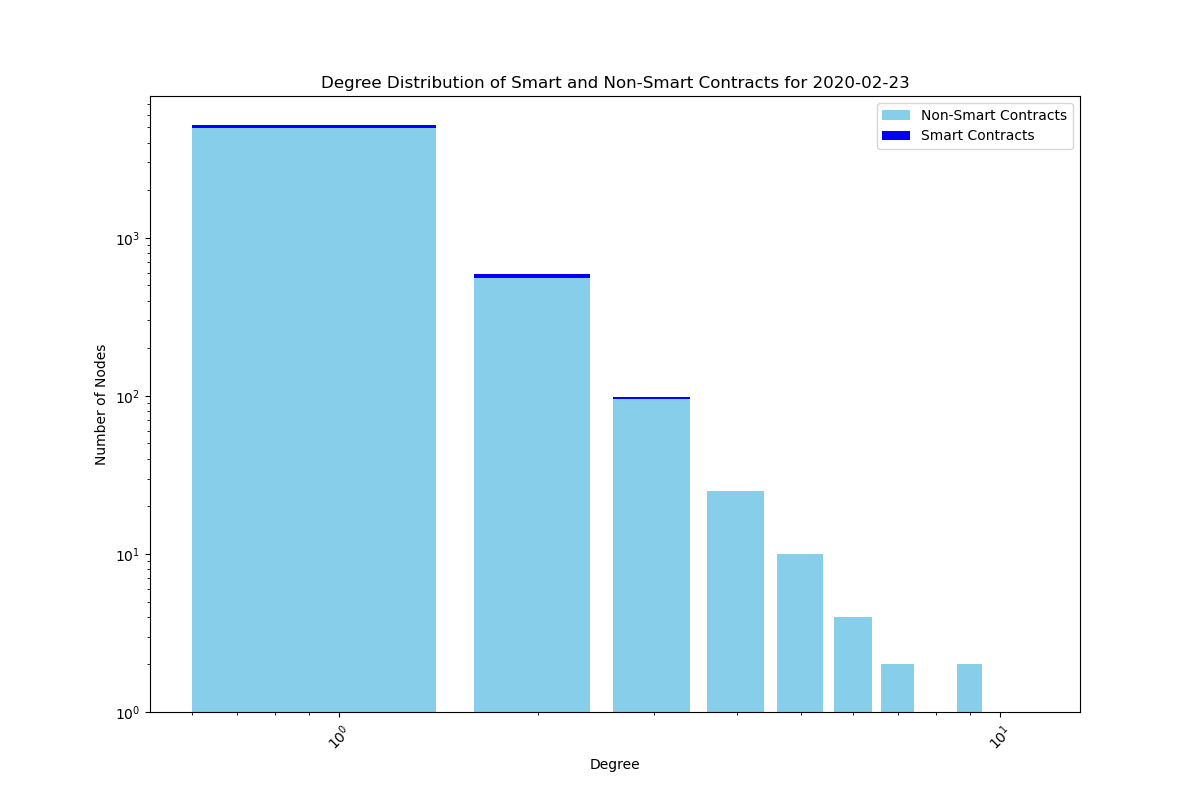 Degree Distribution of Smart and Non-Smart Contracts for 2020-02-23
Non-Smart Contracts
Smart Contracts
Number of Nodes
10³
10²
10¹
10⁰
10⁰
10¹
Degree